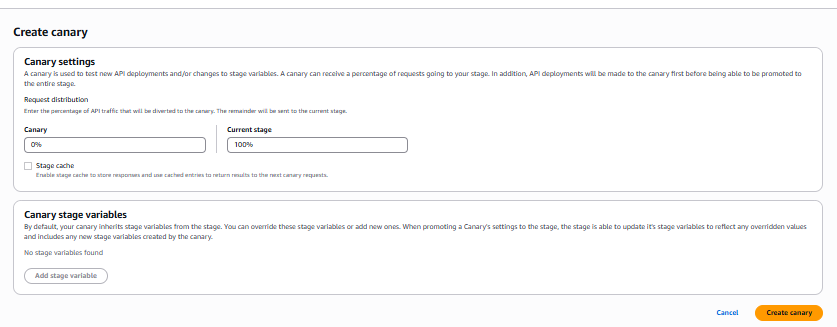 Create canary
Canary settings
A canary is used to test new API deployments and/or changes to stage variables. A canary can receive a percentage of requests going to your stage. In addition, API deployments will be made to the canary first before being able to be promoted to
the entire stage.
Request distribution
Enter the percentage of API traffic that will be diverted to the canary. The remainder will be sent to the current stage.
Canary
Current stage
0%
100%
Stage cache
Enable stage cache to store responses and use cached entries to return results to the next canary requests.
Canary stage variables
By default, your canary inherits stage variables from the stage. You can override these stage variables or add new ones. When promoting a Canary's settings to the stage, the stage is able to update it's stage variables to reflect any overridden values
and includes any new stage variables created by the canary.
No stage variables found
Add stage variable
Cancel
Create canary